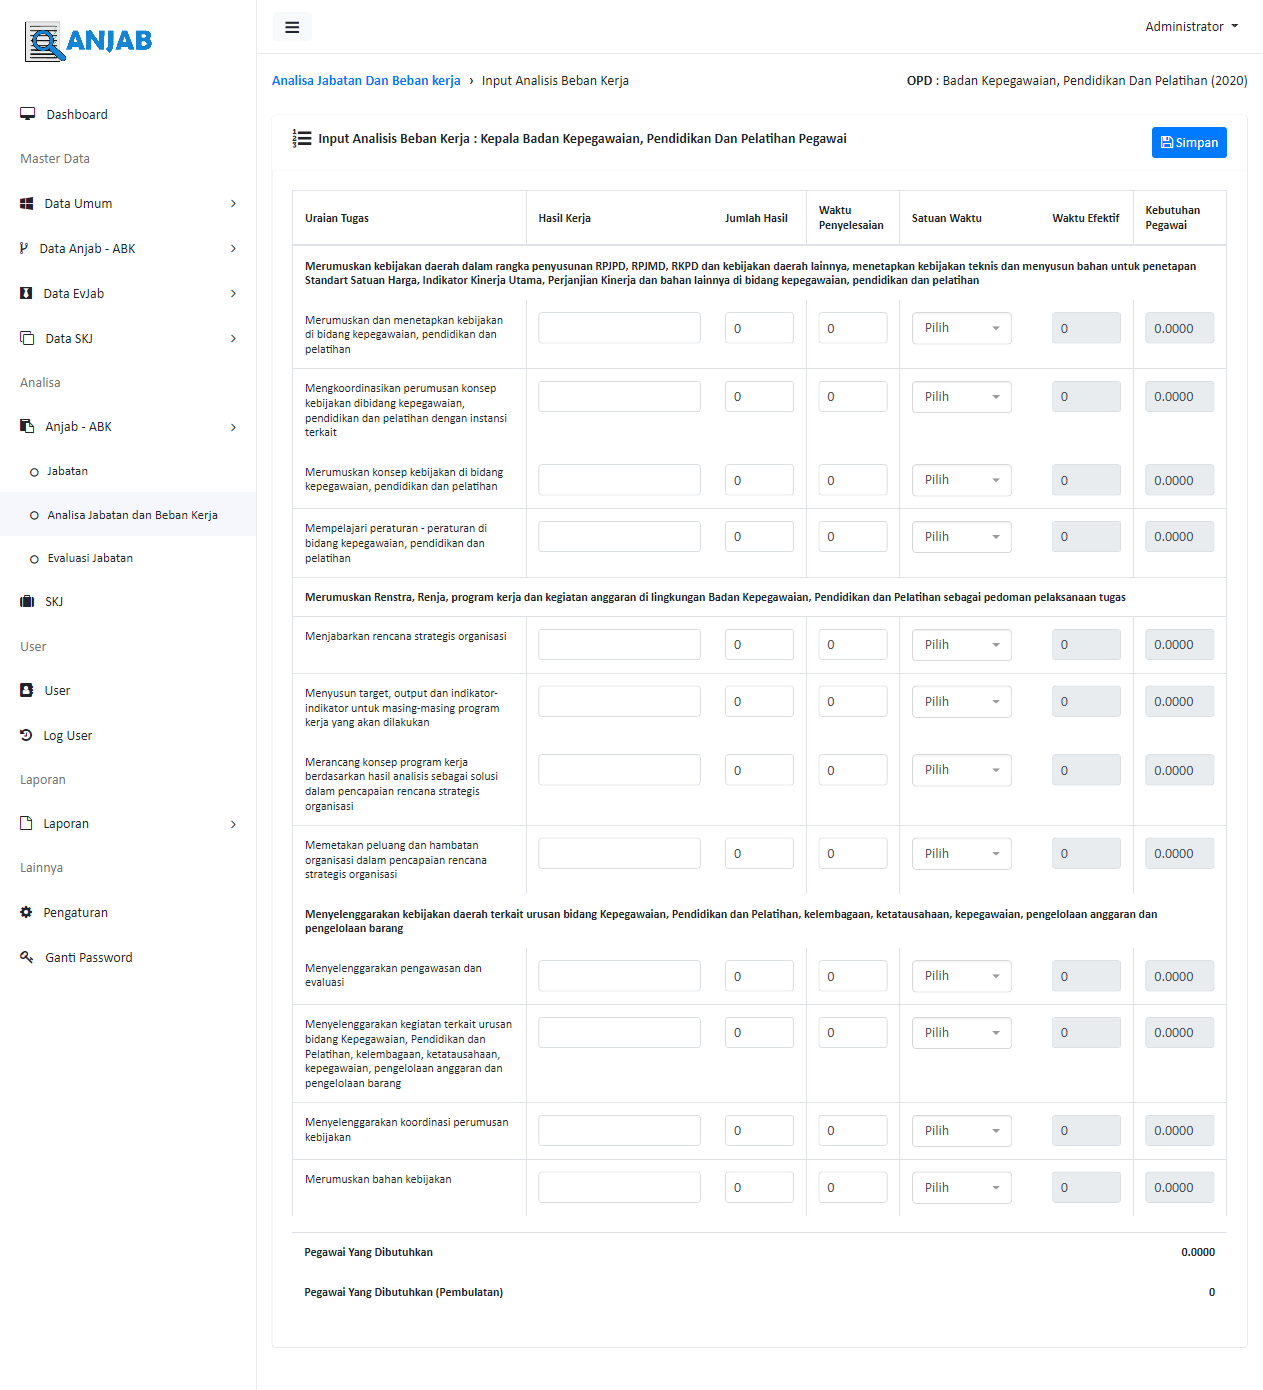 ANJAB
Administrator
Analisa Jabatan Dan Beban kerja › Input Analisis Beban Kerja
OPD : Badan Kepegawaian, Pendidikan Dan Pelatihan (2020)
Dashboard
Master Data
Data Umum
Data Anjab - ABK
Data EvJab
Data SKJ
Analisa
Anjab - ABK
Jabatan
Analisa Jabatan dan Beban Kerja
Evaluasi Jabatan
SKJ
User
User
Log User
Laporan
Laporan
Lainnya
Pengaturan
Ganti Password
Input Analisis Beban Kerja : Kepala Badan Kepegawaian, Pendidikan Dan Pelatihan Pegawai
Simpan
Uraian Tugas
Hasil Kerja
Jumlah Hasil
Waktu
Penyelesaian
Satuan Waktu
Waktu Efektif
Kebutuhan
Pegawai
Merumuskan kebijakan daerah dalam rangka penyusunan RPJPD, RPJMD, RKPD dan kebijakan daerah lainnya, menetapkan kebijakan teknis dan menyusun bahan untuk penetapan
Standart Satuan Harga, Indikator Kinerja Utama, Perjanjian Kinerja dan bahan lainnya di bidang kepegawaian, pendidikan dan pelatihan
Merumuskan dan menetapkan kebijakan
di bidang kepegawaian, pendidikan dan
pelatihan
0 0 Pilih 0 0.0000
Mengkoordinasikan perumusan konsep
kebijakan dibidang kepegawaian,
pendidikan dan pelatihan dengan instansi
terkait
0 0 Pilih 0 0.0000
Merumuskan konsep kebijakan di bidang
kepegawaian, pendidikan dan pelatihan
0 0 Pilih 0 0.0000
Mempelajari peraturan - peraturan di
bidang kepegawaian, pendidikan dan
pelatihan
0 0 Pilih 0 0.0000
Merumuskan Renstra, Renja, program kerja dan kegiatan anggaran di lingkungan Badan Kepegawaian, Pendidikan dan Pelatihan sebagai pedoman pelaksanaan tugas
Menjabarkan rencana strategis organisasi
0 0 Pilih 0 0.0000
Menyusun target, output dan indikator-
indikator untuk masing-masing program
kerja yang akan dilakukan
0 0 Pilih 0 0.0000
Merancang konsep program kerja
berdasarkan hasil analisis sebagai solusi
dalam pencapaian rencana strategis
organisasi
0 0 Pilih 0 0.0000
Memetakan peluang dan hambatan
organisasi dalam pencapaian rencana
strategis organisasi
0 0 Pilih 0 0.0000
Menyelenggarakan kebijakan daerah terkait urusan bidang Kepegawaian, Pendidikan dan Pelatihan, kelembagaan, ketatausahaan, kepegawaian, pengelolaan anggaran dan
pengelolaan barang
Menyelenggarakan pengawasan dan
evaluasi
0 0 Pilih 0 0.0000
Menyelenggarakan kegiatan terkait urusan
bidang Kepegawaian, Pendidikan dan
Pelatihan, kelembagaan, ketatausahaan,
kepegawaian, pengelolaan anggaran dan
pengelolaan barang
0 0 Pilih 0 0.0000
Menyelenggarakan koordinasi perumusan
kebijakan
0 0 Pilih 0 0.0000
Merumuskan bahan kebijakan
0 0 Pilih 0 0.0000
Pegawai Yang Dibutuhkan 0.0000
Pegawai Yang Dibutuhkan (Pembulatan) 0